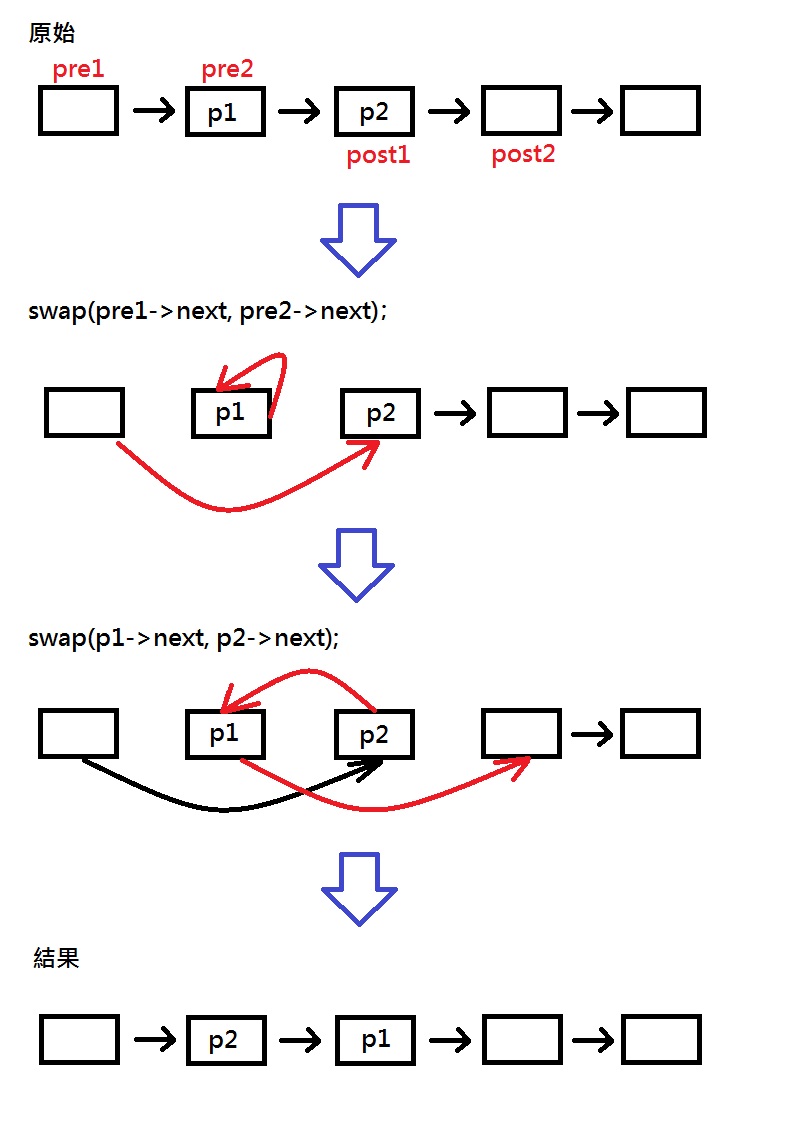 原始
pre1 pre2
p1 p2
post1 post2
swap(pre1->next, pre2->next);
p1 p2
swap(p1->next, p2->next);
p1 p2
結果
p2 p1